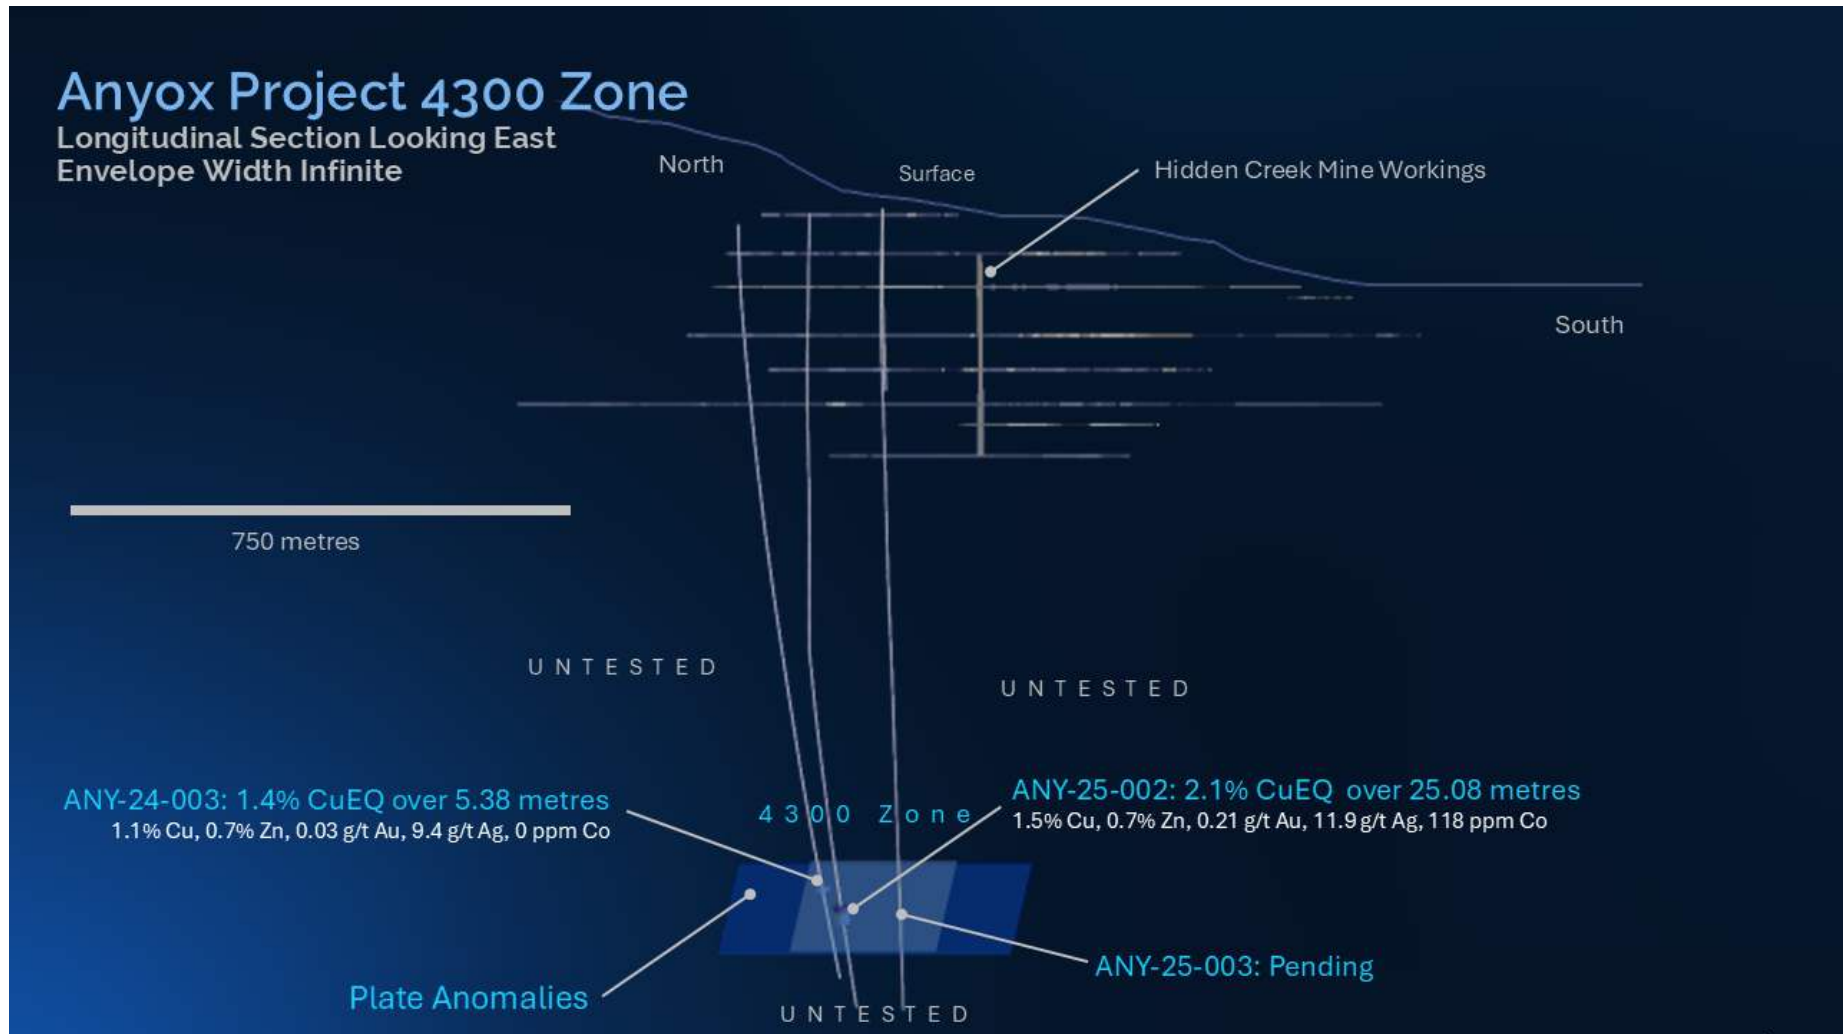 Anyox Project 4300 Zone
Longitudinal Section Looking East
Envelope Width Infinite
North
Surface
Hidden Creek Mine Workings
South
750 metres
UNTESTED
UNTESTED
ANY-24-003: 1.4% CuEQ over 5.38 metres
1.1% Cu, 0.7% Zn, 0.03 g/t Au, 9.4 g/t Ag, 0 ppm Co
4300 Zone
ANY-25-002: 2.1% CuEQ over 25.08 metres
1.5% Cu, 0.7% Zn, 0.21 g/t Au, 11.9 g/t Ag, 118 ppm Co
ANY-25-003: Pending
Plate Anomalies
UNTESTED